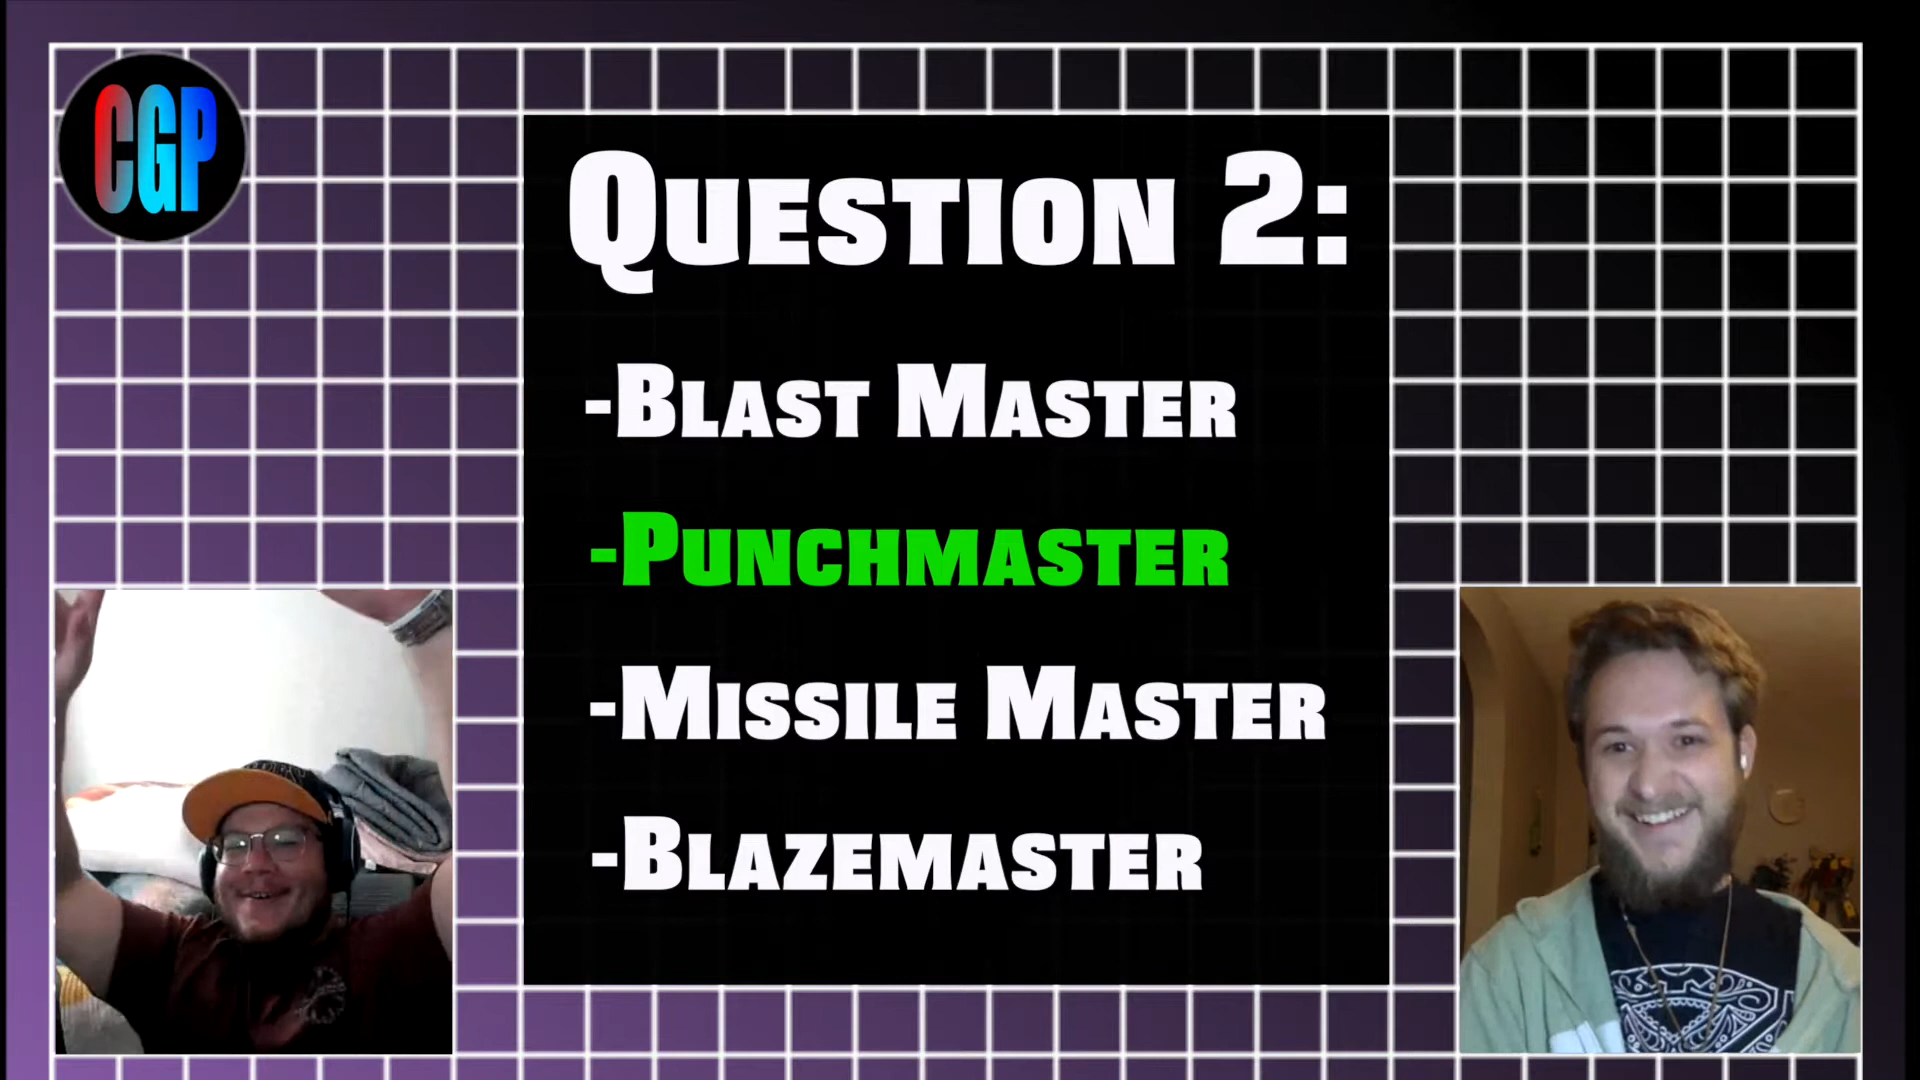 CGP
Question 2:
-Blast Master
-Punchmaster
-Missile Master
-Blazemaster